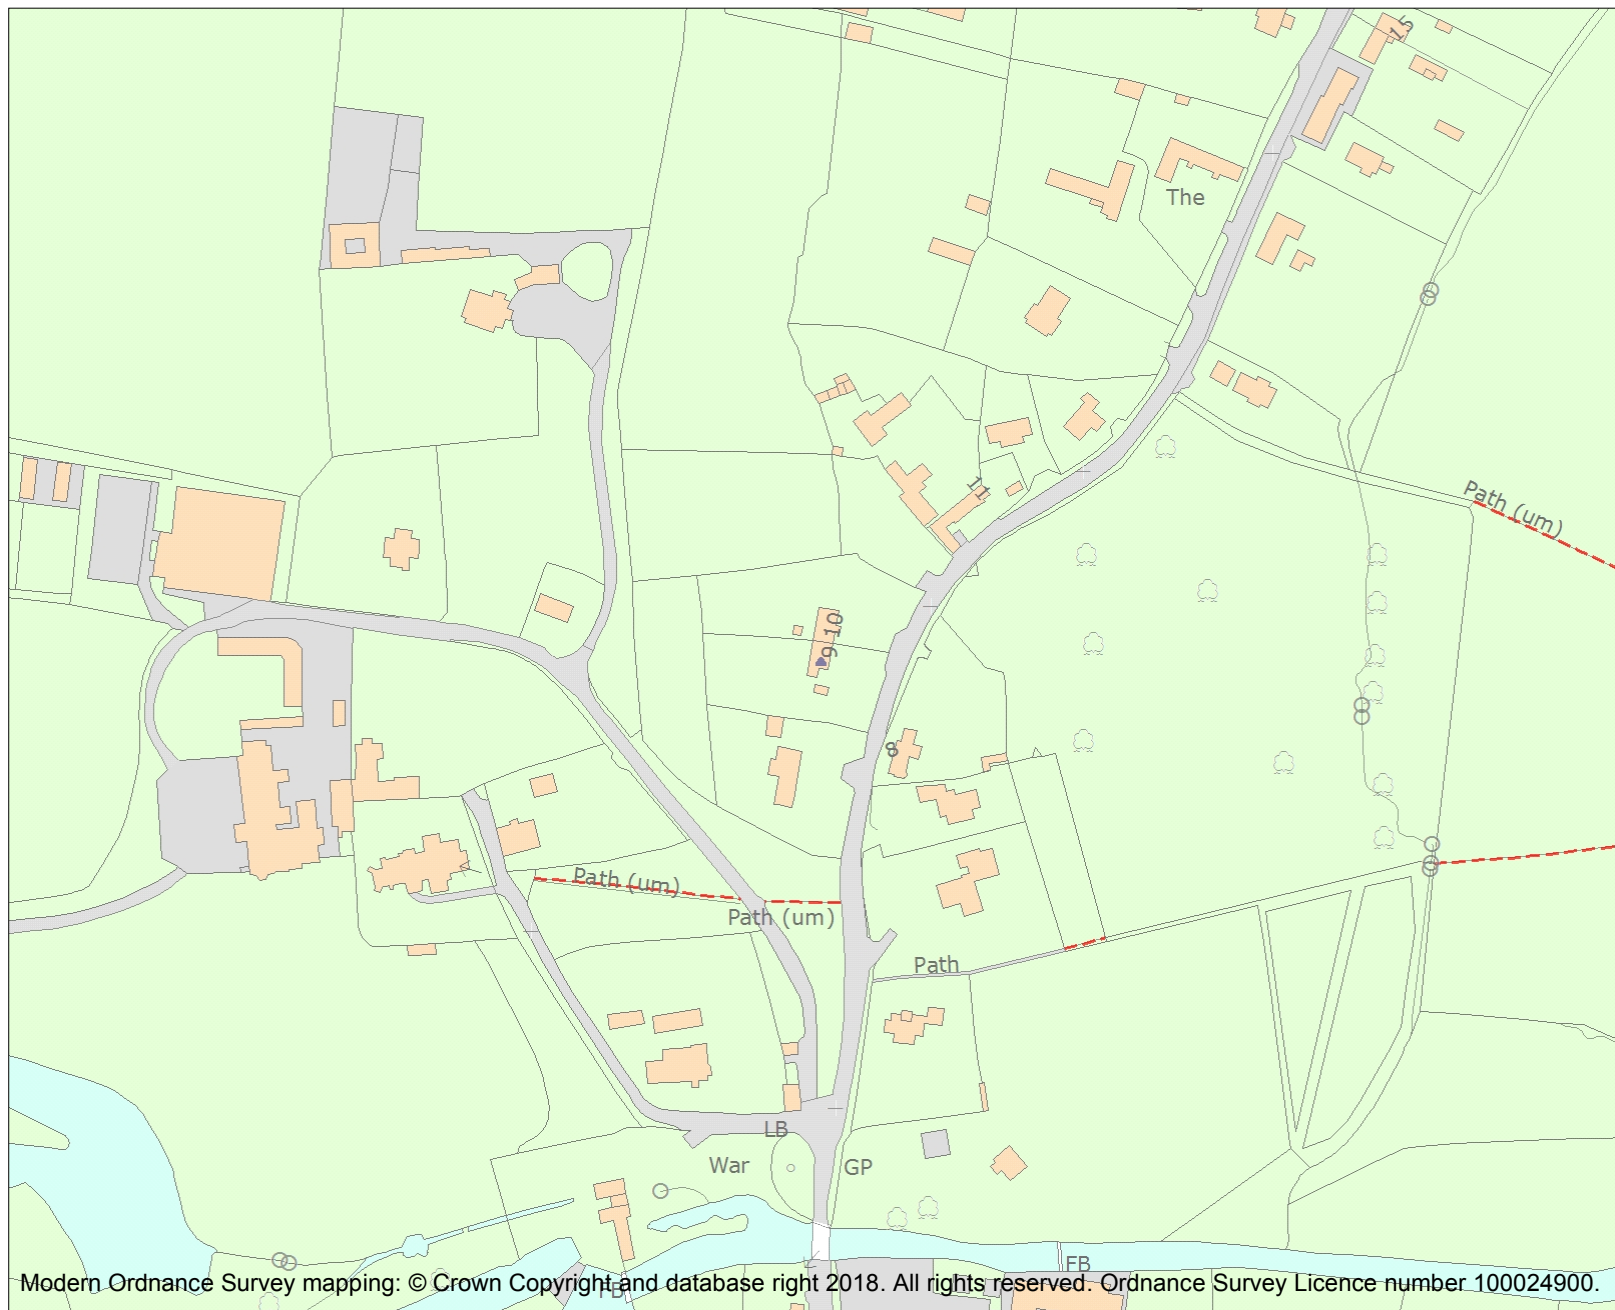 15
The
Path (um)
11
9 10
8
Path (um)
Path (um)
Path
LB
War
GP
FB
FB
Modern Ordnance Survey mapping: © Crown Copyright and database right 2018. All rights reserved. Ordnance Survey Licence number 100024900.